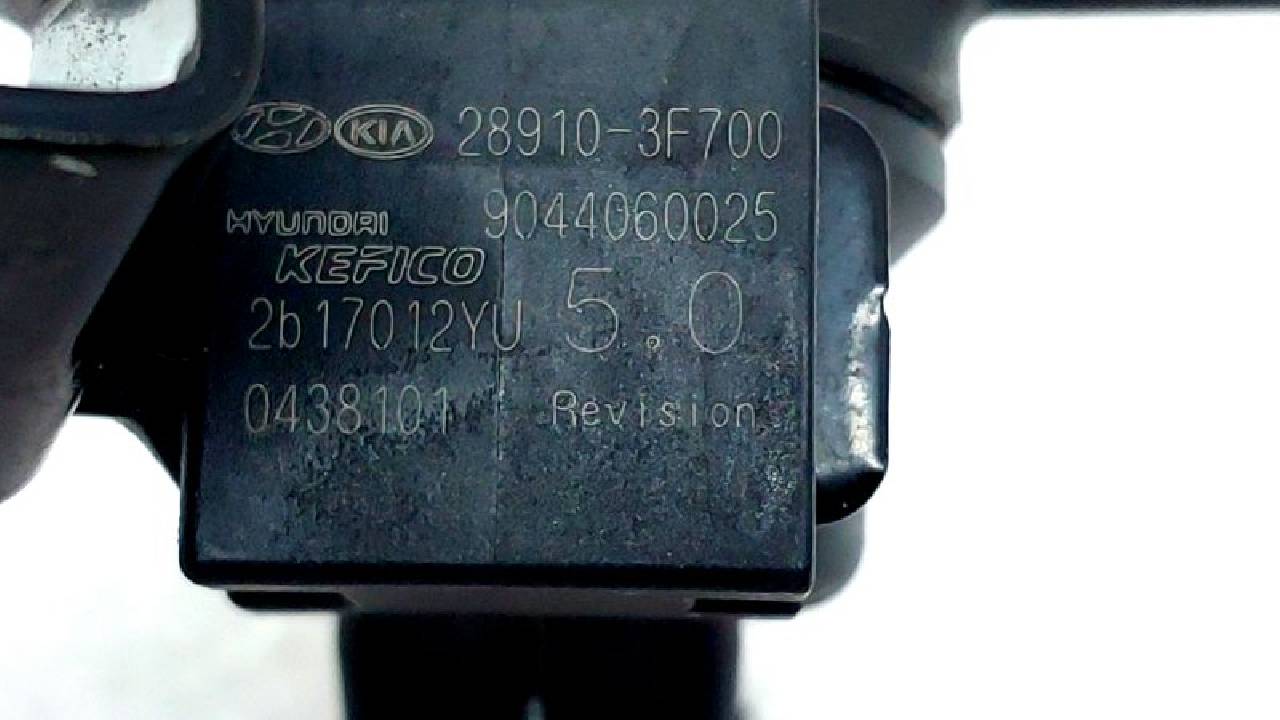 KIA 28910-3F700
HYUNDAI 9044060025
KEFICO
2b17012YU 5.0
0438101 Revision